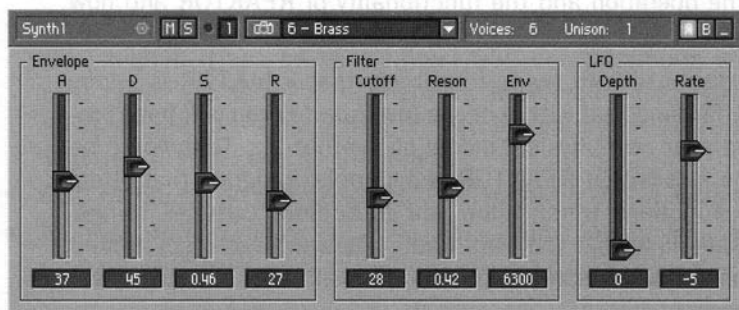 Synth1 M S 1 6 – Brass Voices: 6 Unison: 1 A B
Envelope Filter LFO
A D S R Cutoff Reson Env Depth Rate
37 45 0.46 27 28 0.42 6300 0 -5